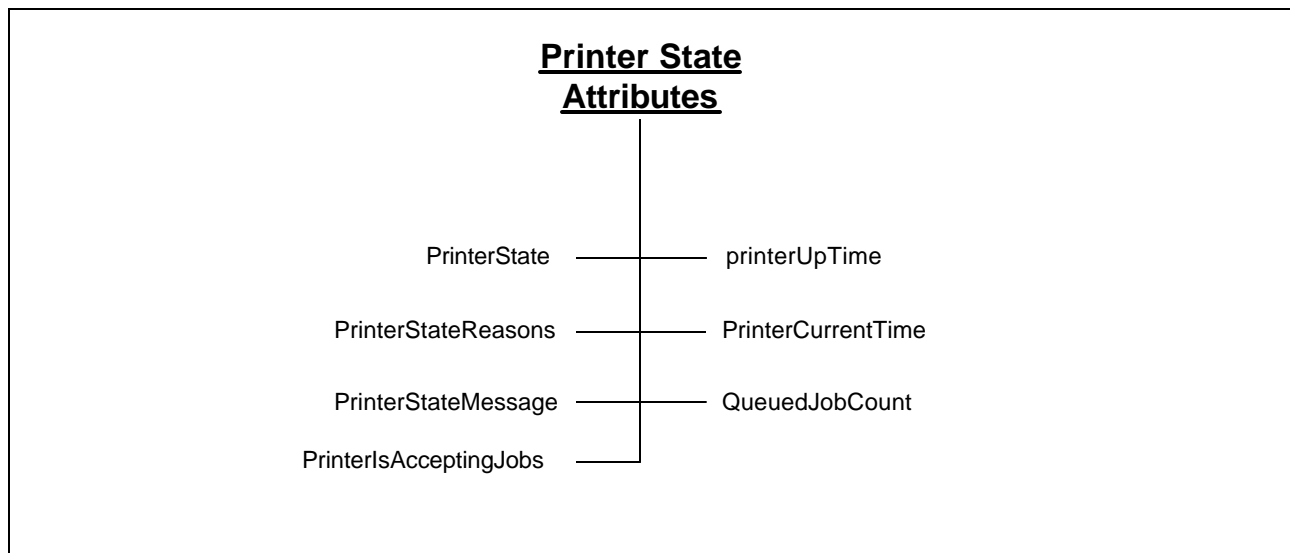 Printer State
Attributes
PrinterState
printerUpTime
PrinterStateReasons
PrinterCurrentTime
PrinterStateMessage
QueuedJobCount
PrinterIsAcceptingJobs